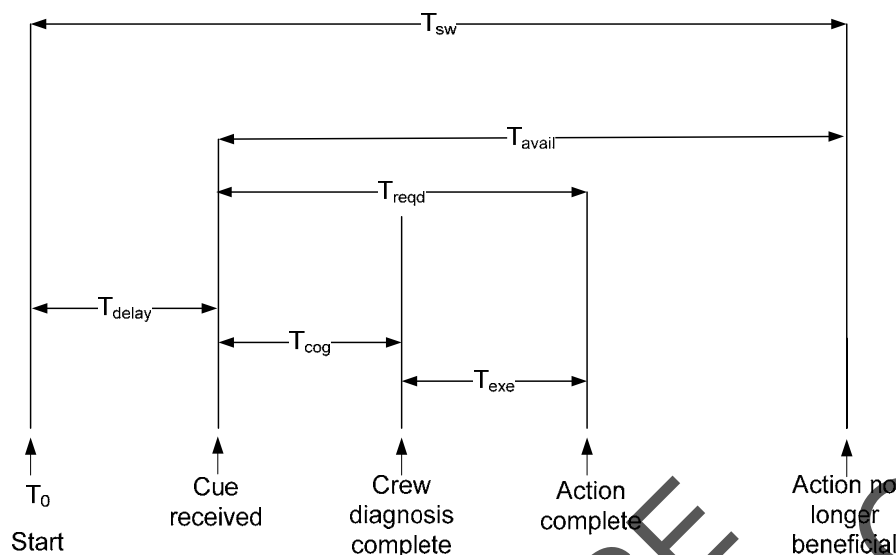 T_sw
T_avail
T_reqd
T_delay
T_cog
T_exe
T_0
Start
Cue
received
Crew
diagnosis
complete
Action
complete
Action no
longer
beneficial